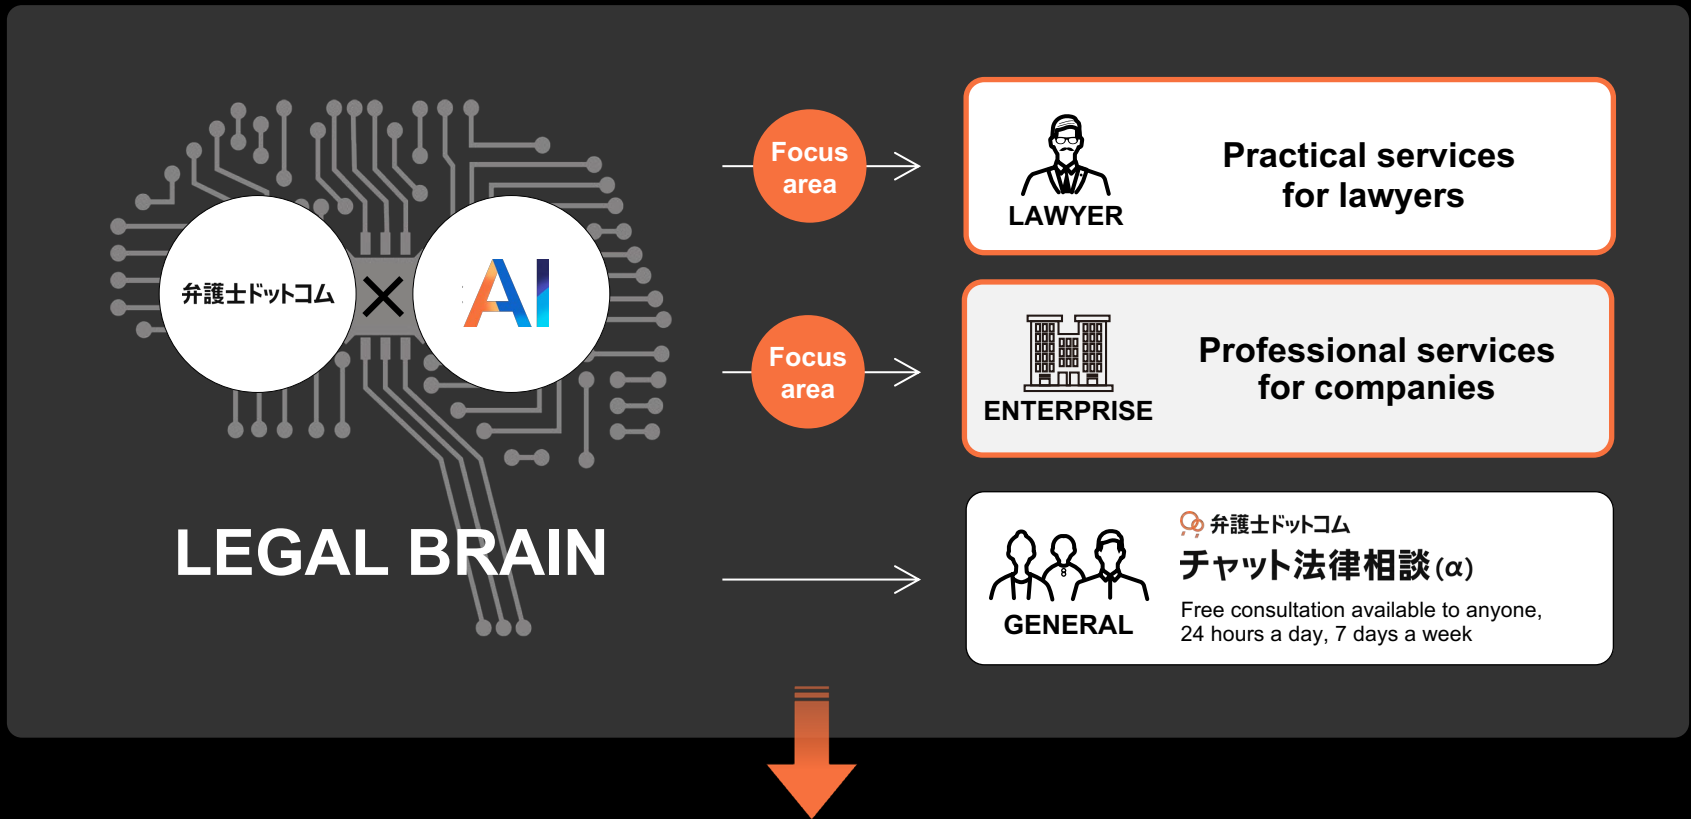 弁護士ドットコム
×
AI
LEGAL BRAIN
Focus
area
LAWYER
Practical services
for lawyers
Focus
area
ENTERPRISE
Professional services
for companies
GENERAL
弁護士ドットコム
チャット法律相談(α)
Free consultation available to anyone,
24 hours a day, 7 days a week